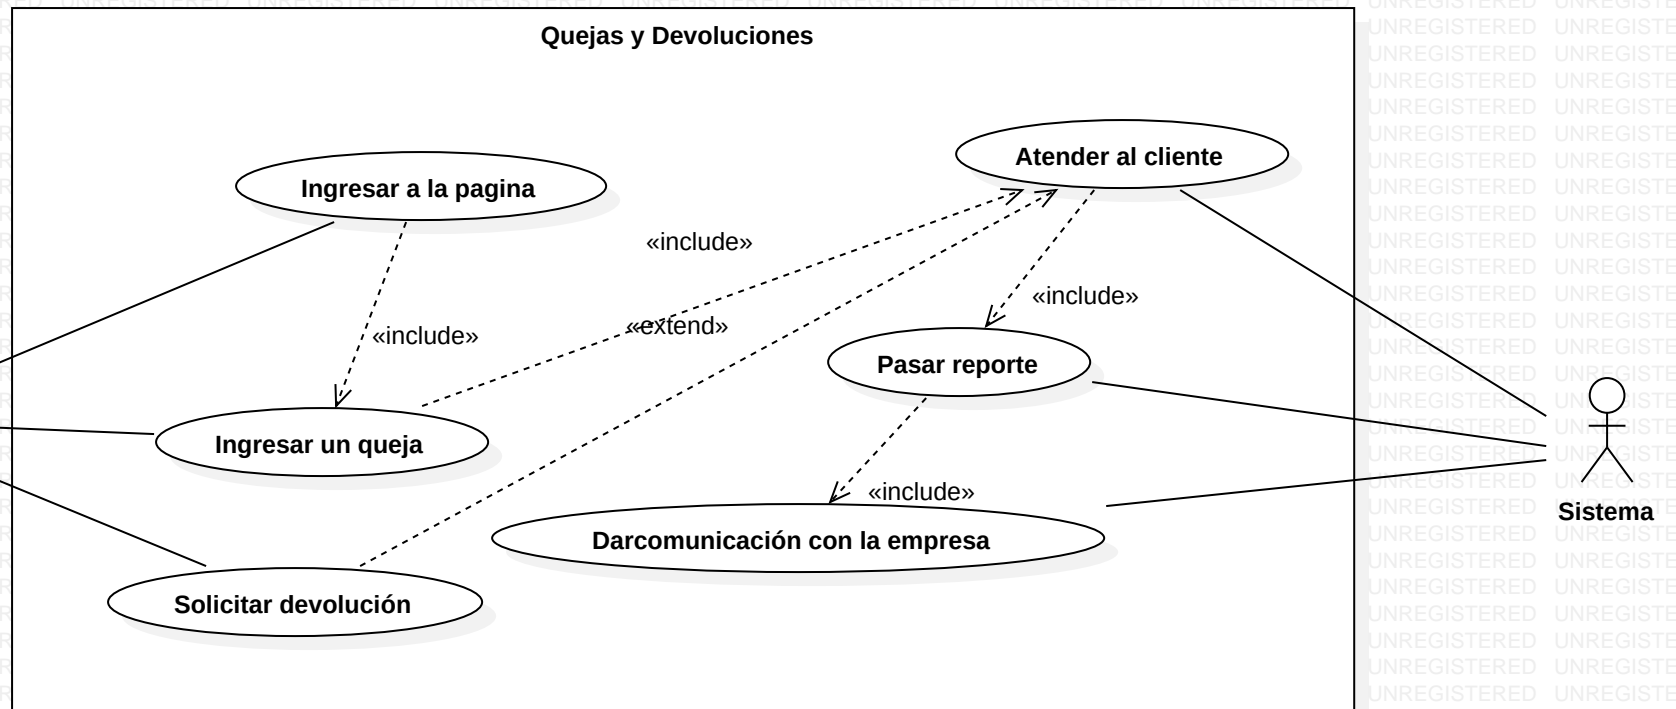 Quejas y Devoluciones
Atender al cliente
Ingresar a la pagina
«include»
«include»
«extend»
«include»
Pasar reporte
Ingresar un queja
«include»
Darcomunicación con la empresa
Sistema
Solicitar devolución
UNREGISTERED